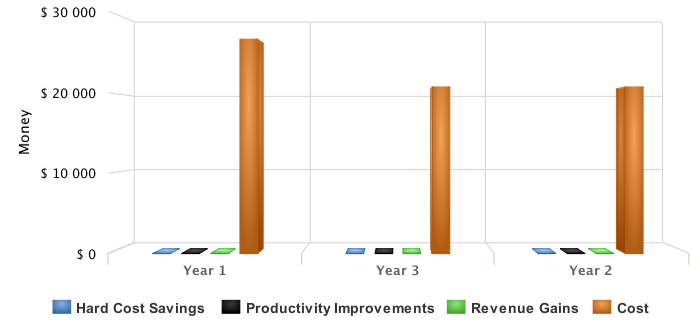 $ 30 000
$ 20 000
$ 10 000
$ 0
Money
Year 1
Year 3
Year 2
Hard Cost Savings
Productivity Improvements
Revenue Gains
Cost